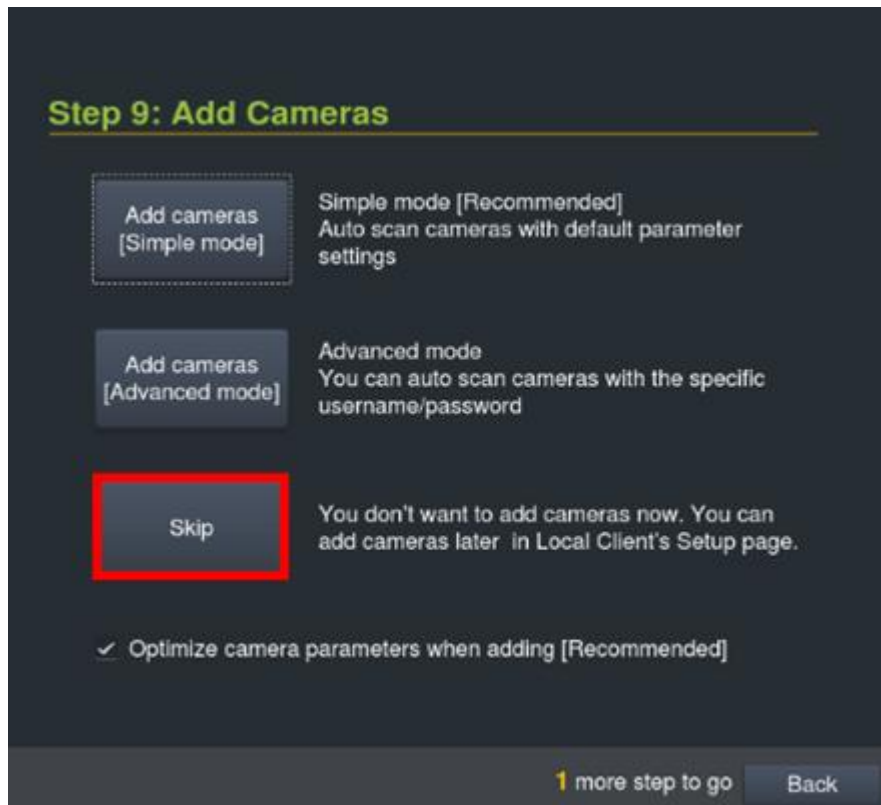 Step 9: Add Cameras
Add cameras
[Simple mode]
Simple mode [Recommended]
Auto scan cameras with default parameter
settings
Add cameras
[Advanced mode]
Advanced mode
You can auto scan cameras with the specific
username/password
Skip
You don't want to add cameras now. You can
add cameras later in Local Client's Setup page.
Optimize camera parameters when adding [Recommended]
1 more step to go
Back